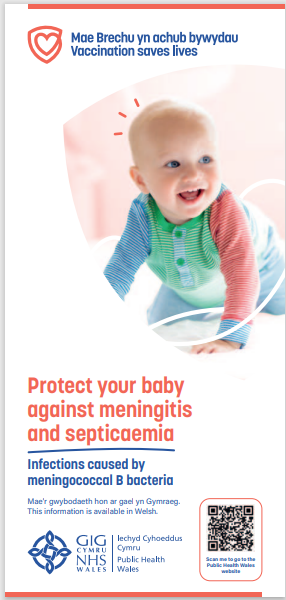 Mae Brechu yn achub bywydau
Vaccination saves lives
Protect your baby
against meningitis
and septicaemia
Infections caused by
meningococcal B bacteria
Mae'r gwybodaeth hon ar gael yn Gymraeg.
This information is available in Welsh.
GIG
CYMRU
NHS
WALES
Iechyd Cyhoeddus
Cymru
Public Health
Wales
Scan me to go to the
Public Health Wales
website